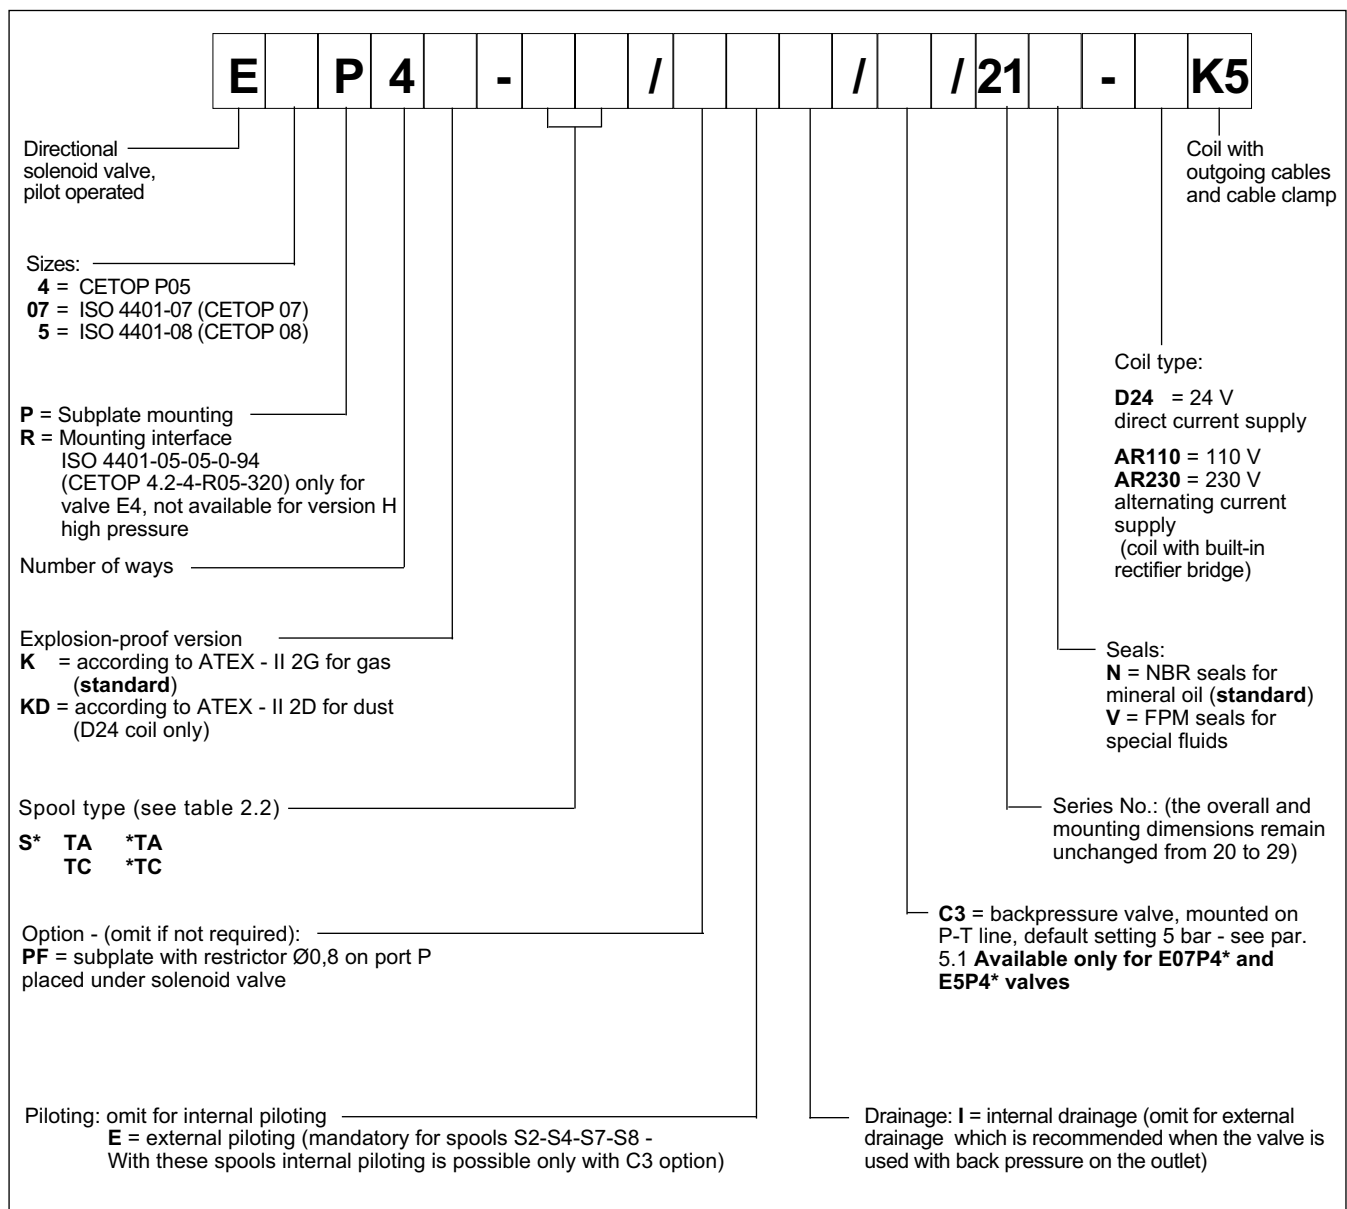 E P 4 - / / / 21 - K5
Directional
solenoid valve,
pilot operated
Coil with
outgoing cables
and cable clamp
Sizes:
4 = CETOP P05
07 = ISO 4401-07 (CETOP 07)
5 = ISO 4401-08 (CETOP 08)
P = Subplate mounting
R = Mounting interface
ISO 4401-05-05-0-94
(CETOP 4.2-4-R05-320) only for
valve E4, not available for version H
high pressure
Number of ways
Coil type:
D24 = 24 V
direct current supply
AR110 = 110 V
AR230 = 230 V
alternating current
supply
(coil with built-in
rectifier bridge)
Explosion-proof version
K = according to ATEX - II 2G for gas
(standard)
KD = according to ATEX - II 2D for dust
(D24 coil only)
Seals:
N = NBR seals for
mineral oil (standard)
V = FPM seals for
special fluids
Spool type (see table 2.2)
S* TA *TA
TC *TC
Series No.: (the overall and
mounting dimensions remain
unchanged from 20 to 29)
Option - (omit if not required):
PF = subplate with restrictor Ø0,8 on port P
placed under solenoid valve
C3 = backpressure valve, mounted on
P-T line, default setting 5 bar - see par.
5.1 Available only for E07P4* and
E5P4* valves
Piloting: omit for internal piloting
E = external piloting (mandatory for spools S2-S4-S7-S8 -
With these spools internal piloting is possible only with C3 option)
Drainage: I = internal drainage (omit for external
drainage which is recommended when the valve is
used with back pressure on the outlet)